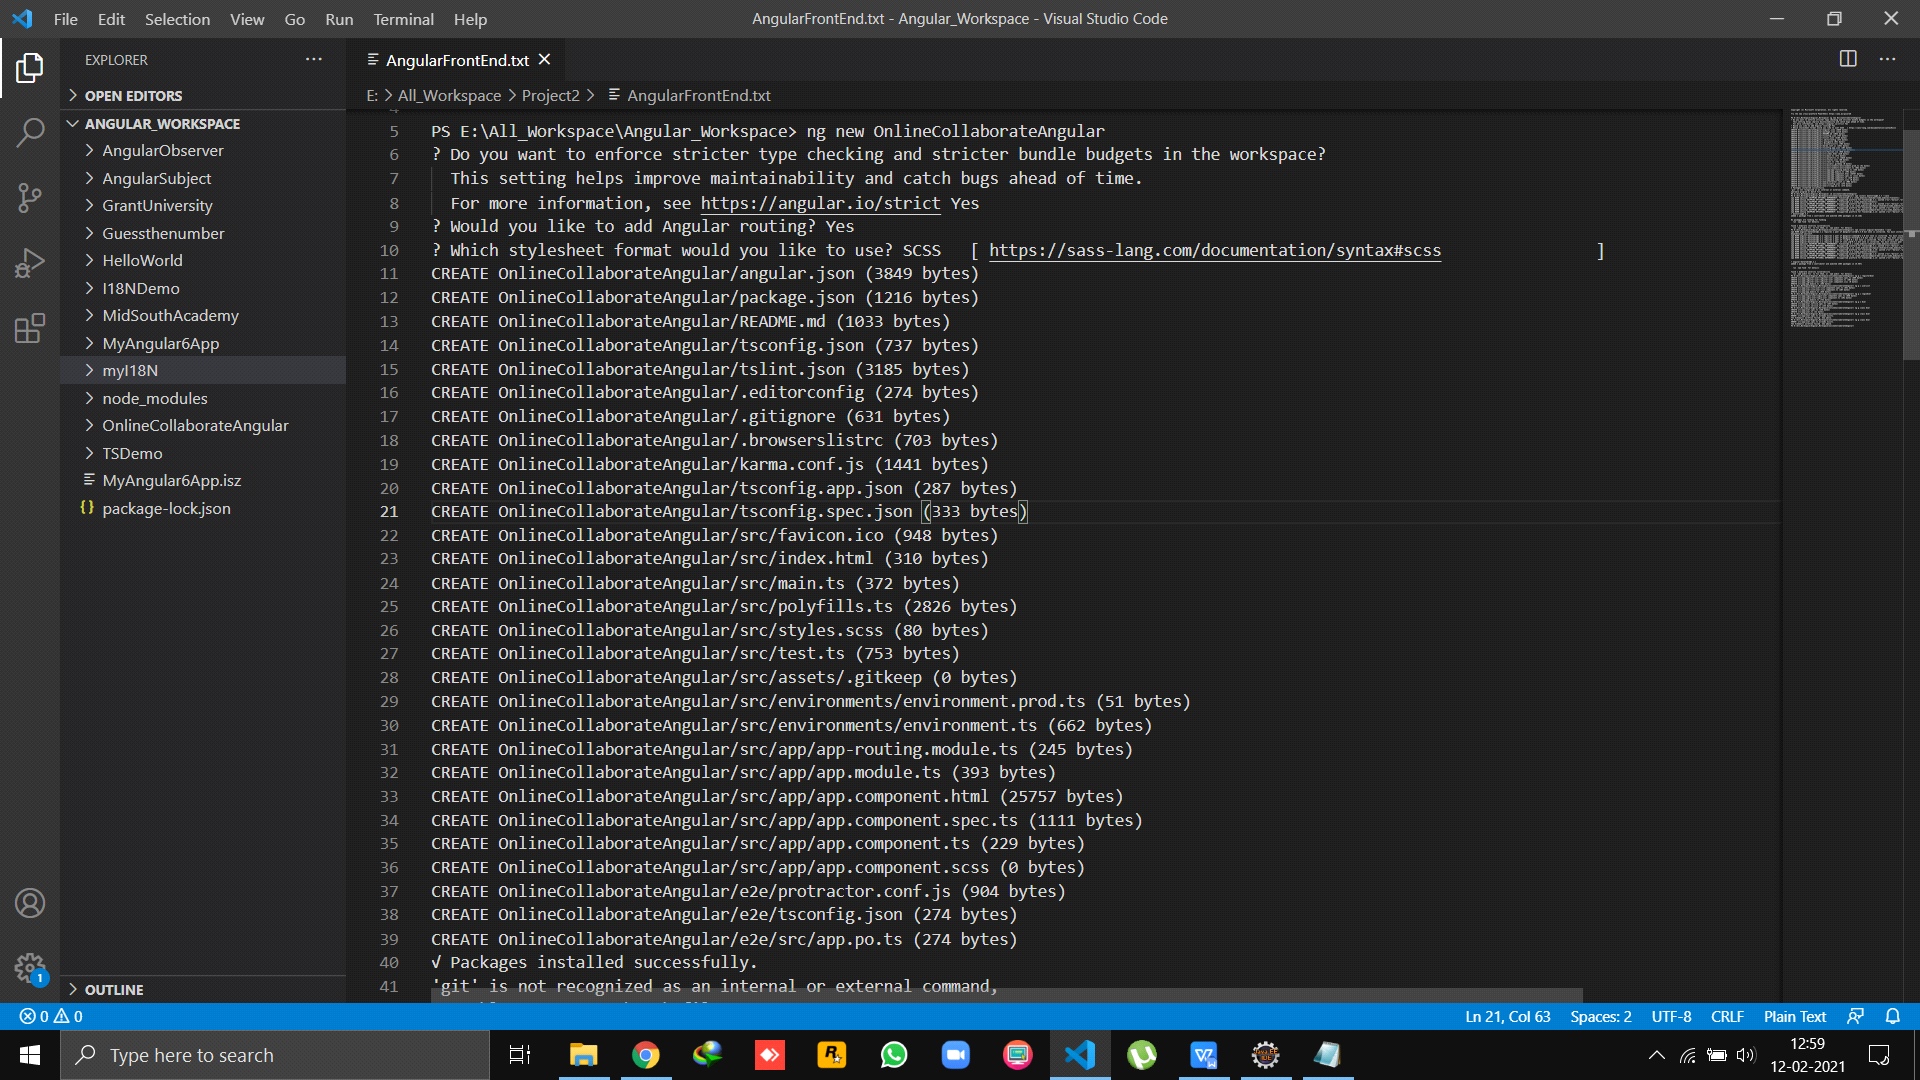 File Edit Selection View Go Run Terminal Help
AngularFrontEnd.txt - Angular_Workspace - Visual Studio Code
EXPLORER
OPEN EDITORS
ANGULAR_WORKSPACE
AngularObserver
AngularSubject
GrantUniversity
Guessthenumber
HelloWorld
I18NDemo
MidSouthAcademy
MyAngular6App
myI18N
node_modules
OnlineCollaborateAngular
TSDemo
MyAngular6App.isz
{} package-lock.json
OUTLINE
AngularFrontEnd.txt
E: > All_Workspace > Project2 > AngularFrontEnd.txt
5 PS E:\All_Workspace\Angular_Workspace> ng new OnlineCollaborateAngular
6 ? Do you want to enforce stricter type checking and stricter bundle budgets in the workspace?
7 This setting helps improve maintainability and catch bugs ahead of time.
8 For more information, see https://angular.io/strict Yes
9 ? Would you like to add Angular routing? Yes
10 ? Which stylesheet format would you like to use? SCSS [ https://sass-lang.com/documentation/syntax#scss ]
11 CREATE OnlineCollaborateAngular/angular.json (3849 bytes)
12 CREATE OnlineCollaborateAngular/package.json (1216 bytes)
13 CREATE OnlineCollaborateAngular/README.md (1033 bytes)
14 CREATE OnlineCollaborateAngular/tsconfig.json (737 bytes)
15 CREATE OnlineCollaborateAngular/tslint.json (3185 bytes)
16 CREATE OnlineCollaborateAngular/.editorconfig (274 bytes)
17 CREATE OnlineCollaborateAngular/.gitignore (631 bytes)
18 CREATE OnlineCollaborateAngular/.browserslistrc (703 bytes)
19 CREATE OnlineCollaborateAngular/karma.conf.js (1441 bytes)
20 CREATE OnlineCollaborateAngular/tsconfig.app.json (287 bytes)
21 CREATE OnlineCollaborateAngular/tsconfig.spec.json (333 bytes)
22 CREATE OnlineCollaborateAngular/src/favicon.ico (948 bytes)
23 CREATE OnlineCollaborateAngular/src/index.html (310 bytes)
24 CREATE OnlineCollaborateAngular/src/main.ts (372 bytes)
25 CREATE OnlineCollaborateAngular/src/polyfills.ts (2826 bytes)
26 CREATE OnlineCollaborateAngular/src/styles.scss (80 bytes)
27 CREATE OnlineCollaborateAngular/src/test.ts (753 bytes)
28 CREATE OnlineCollaborateAngular/src/assets/.gitkeep (0 bytes)
29 CREATE OnlineCollaborateAngular/src/environments/environment.prod.ts (51 bytes)
30 CREATE OnlineCollaborateAngular/src/environments/environment.ts (662 bytes)
31 CREATE OnlineCollaborateAngular/src/app/app-routing.module.ts (245 bytes)
32 CREATE OnlineCollaborateAngular/src/app/app.module.ts (393 bytes)
33 CREATE OnlineCollaborateAngular/src/app/app.component.html (25757 bytes)
34 CREATE OnlineCollaborateAngular/src/app/app.component.spec.ts (1111 bytes)
35 CREATE OnlineCollaborateAngular/src/app/app.component.ts (229 bytes)
36 CREATE OnlineCollaborateAngular/src/app/app.component.scss (0 bytes)
37 CREATE OnlineCollaborateAngular/e2e/protractor.conf.js (904 bytes)
38 CREATE OnlineCollaborateAngular/e2e/tsconfig.json (274 bytes)
39 CREATE OnlineCollaborateAngular/e2e/src/app.po.ts (274 bytes)
40 √ Packages installed successfully.
41 'git' is not recognized as an internal or external command,
1
0 0
Ln 21, Col 63 Spaces: 2 UTF-8 CRLF Plain Text
Type here to search
12:59
12-02-2021